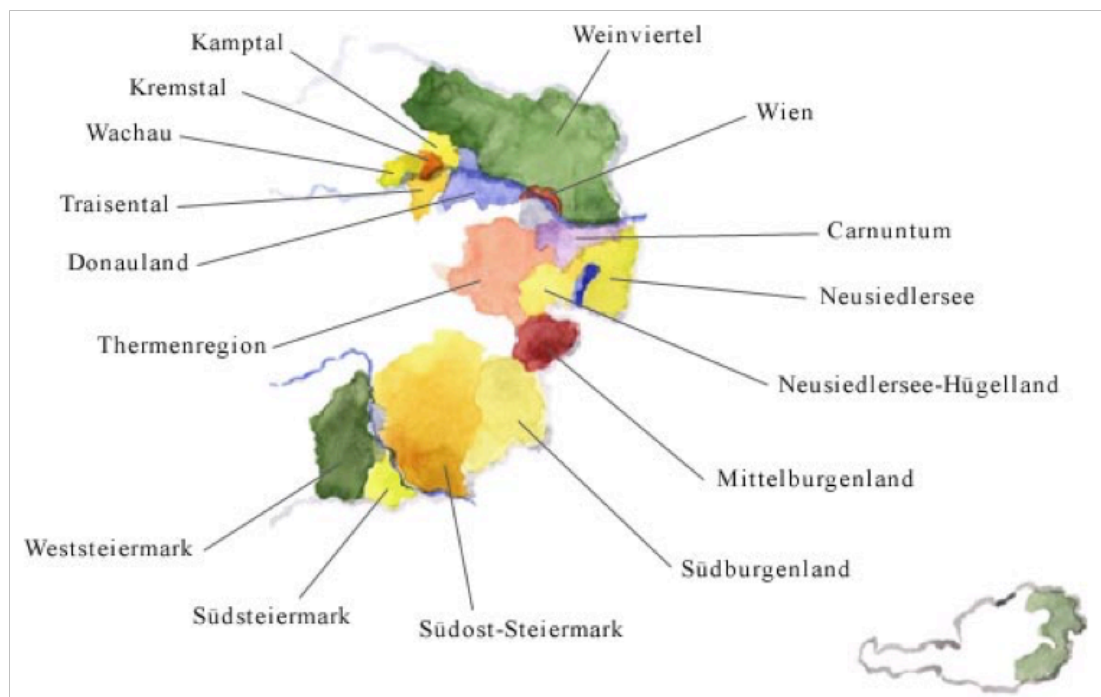 Weinviertel
Kamptal
Kremstal
Wien
Wachau
Traisental
Carnuntum
Donauland
Neusiedlersee
Thermenregion
Neusiedlersee-Hügelland
Mittelburgenland
Weststeiermark
Südburgenland
Südsteiermark
Südost-Steiermark